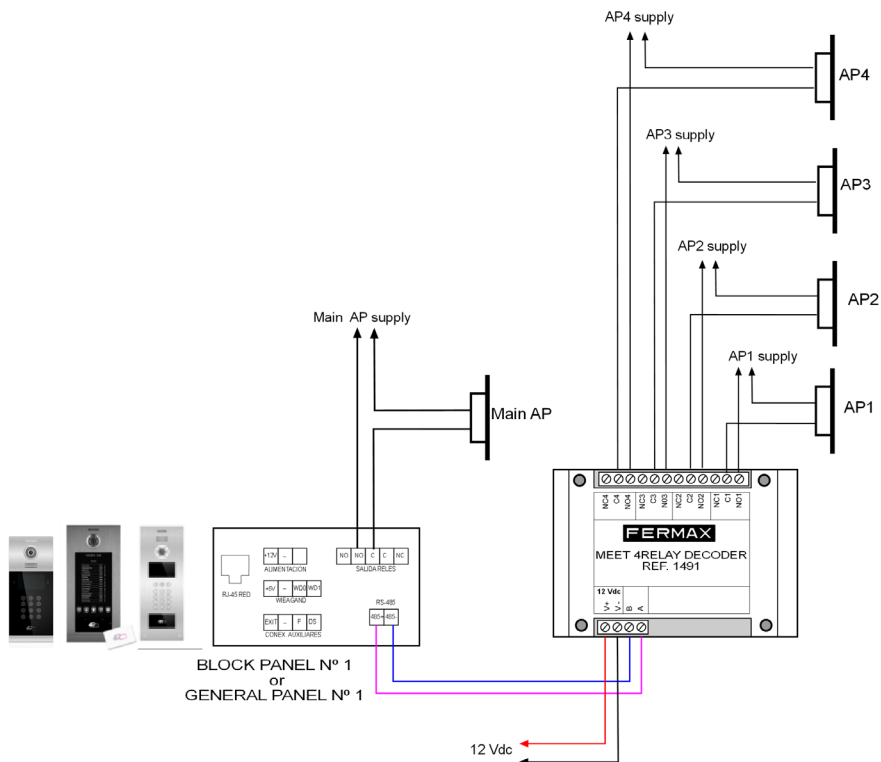 AP4 supply
AP4
AP3 supply
AP3
AP2 supply
AP2
Main AP supply
AP1 supply
AP1
Main AP
NC4 C4 NO4 NC3 C3 N03 NC2 C2 NO2 NC1 C1 NO1
FERMAX
MEET 4RELAY DECODER
REF. 1491
12 Vdc
V+ V- B A
+12V –
ALIMENTACIÓN
NO NO C C NC
SALIDA RELES
RJ-45 RED
+5V – WD0 WD1
WIEAGAND
RS-485
485+ 485-
EXIT – P DS
CONEX AUXILIARES
BLOCK PANEL Nº 1
or
GENERAL PANEL Nº 1
12 Vdc